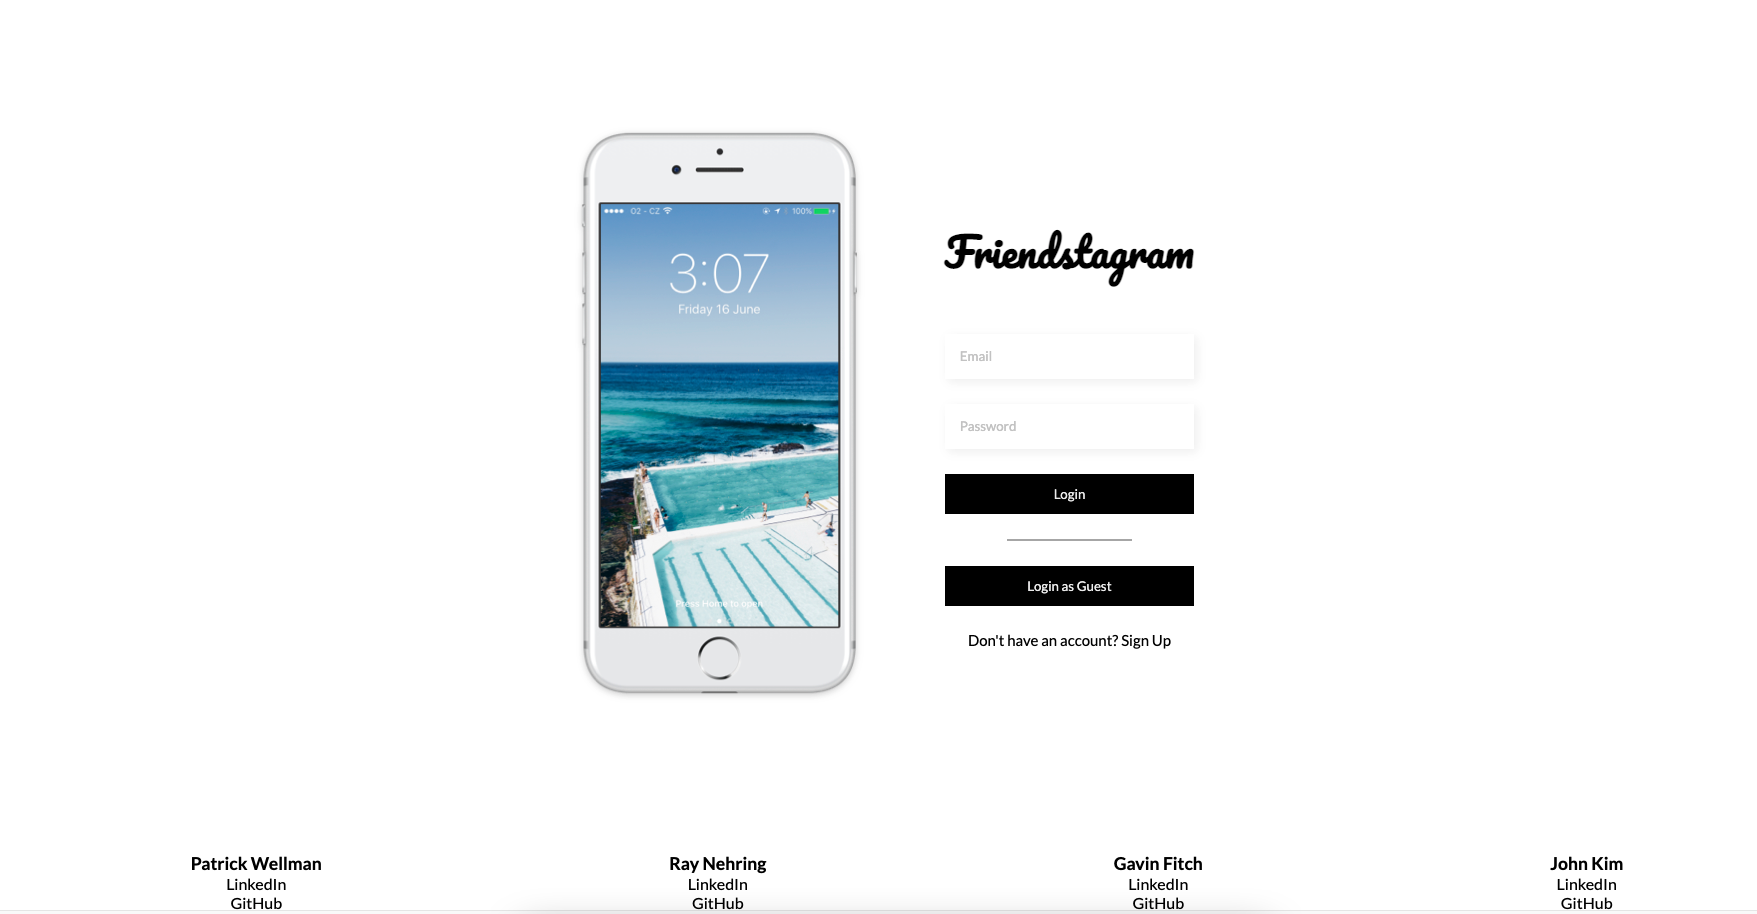 O2 - CZ 100%
3:07
Friday 16 June
Press Home to open
Friendstagram
Email
Password
Login
Login as Guest
Don't have an account? Sign Up
Patrick Wellman
LinkedIn
GitHub
Ray Nehring
LinkedIn
GitHub
Gavin Fitch
LinkedIn
GitHub
John Kim
LinkedIn
GitHub